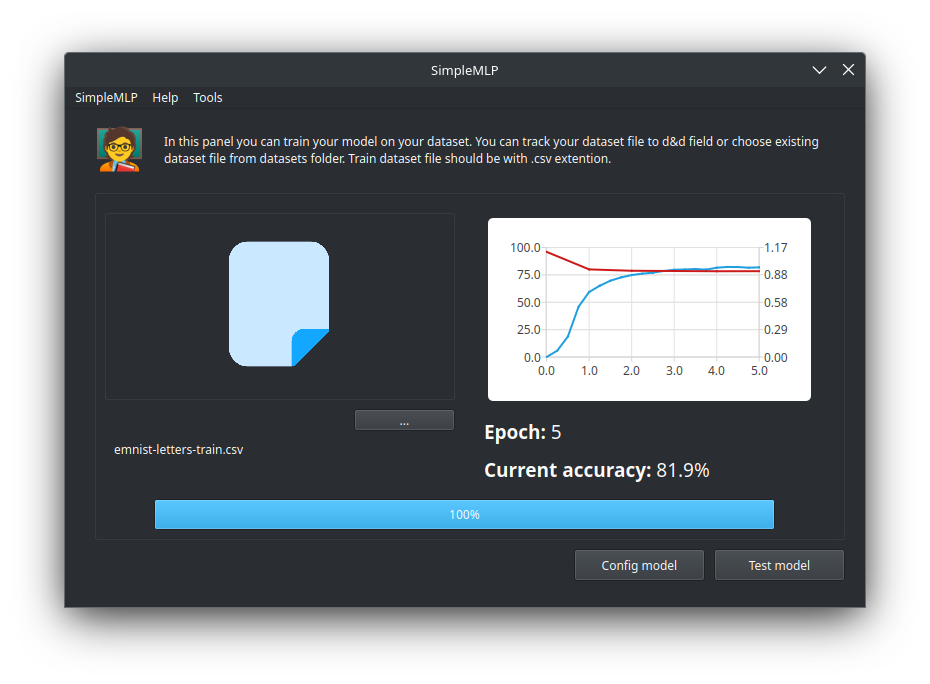 SimpleMLP
SimpleMLP Help Tools
In this panel you can train your model on your dataset. You can track your dataset file to d&d field or choose existing
dataset file from datasets folder. Train dataset file should be with .csv extention.
100.0 1.17
75.0 0.88
50.0 0.58
25.0 0.29
0.0 0.00
0.0 1.0 2.0 3.0 4.0 5.0
...
emnist-letters-train.csv
Epoch: 5
Current accuracy: 81.9%
100%
Config model Test model